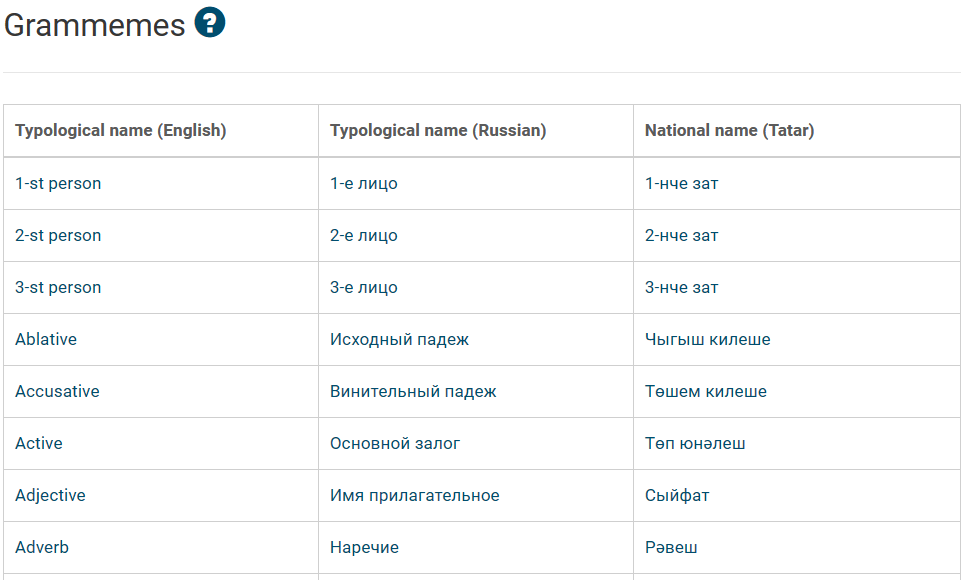 Grammemes ?
Typological name (English) Typological name (Russian) National name (Tatar)
1-st person 1-е лицо 1-нче зат
2-st person 2-е лицо 2-нче зат
3-st person 3-е лицо 3-нче зат
Ablative Исходный падеж Чыгыш килеше
Accusative Винительный падеж Төшем килеше
Active Основной залог Төп юнәлеш
Adjective Имя прилагательное Сыйфат
Adverb Наречие Рәвеш